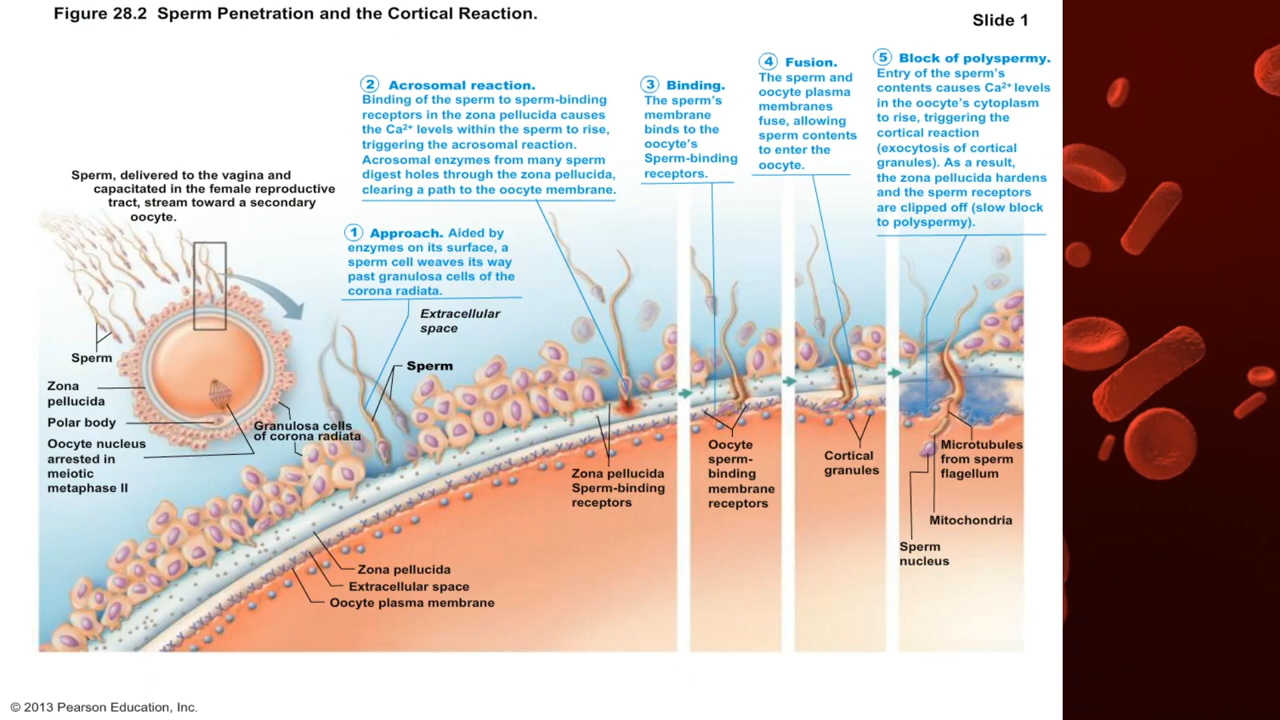 Figure 28.2 Sperm Penetration and the Cortical Reaction.
Slide 1
Sperm, delivered to the vagina and
capacitated in the female reproductive
tract, stream toward a secondary
oocyte.
1 Approach. Aided by
enzymes on its surface, a
sperm cell weaves its way
past granulosa cells of the
corona radiata.
2 Acrosomal reaction.
Binding of the sperm to sperm-binding
receptors in the zona pellucida causes
the Ca2+ levels within the sperm to rise,
triggering the acrosomal reaction.
Acrosomal enzymes from many sperm
digest holes through the zona pellucida,
clearing a path to the oocyte membrane.
3 Binding.
The sperm's
membrane
binds to the
oocyte's
Sperm-binding
receptors.
4 Fusion.
The sperm and
oocyte plasma
membranes
fuse, allowing
sperm contents
to enter the
oocyte.
5 Block of polyspermy.
Entry of the sperm's
contents causes Ca2+ levels
in the oocyte's cytoplasm
to rise, triggering the
cortical reaction
(exocytosis of cortical
granules). As a result,
the zona pellucida hardens
and the sperm receptors
are clipped off (slow block
to polyspermy).
Extracellular
space
Sperm
Sperm
Zona
pellucida
Polar body
Oocyte nucleus
arrested in
meiotic
metaphase II
Granulosa cells
of corona radiata
Zona pellucida
Sperm-binding
receptors
Oocyte
sperm-
binding
membrane
receptors
Cortical
granules
Microtubules
from sperm
flagellum
Mitochondria
Sperm
nucleus
Zona pellucida
Extracellular space
Oocyte plasma membrane
© 2013 Pearson Education, Inc.